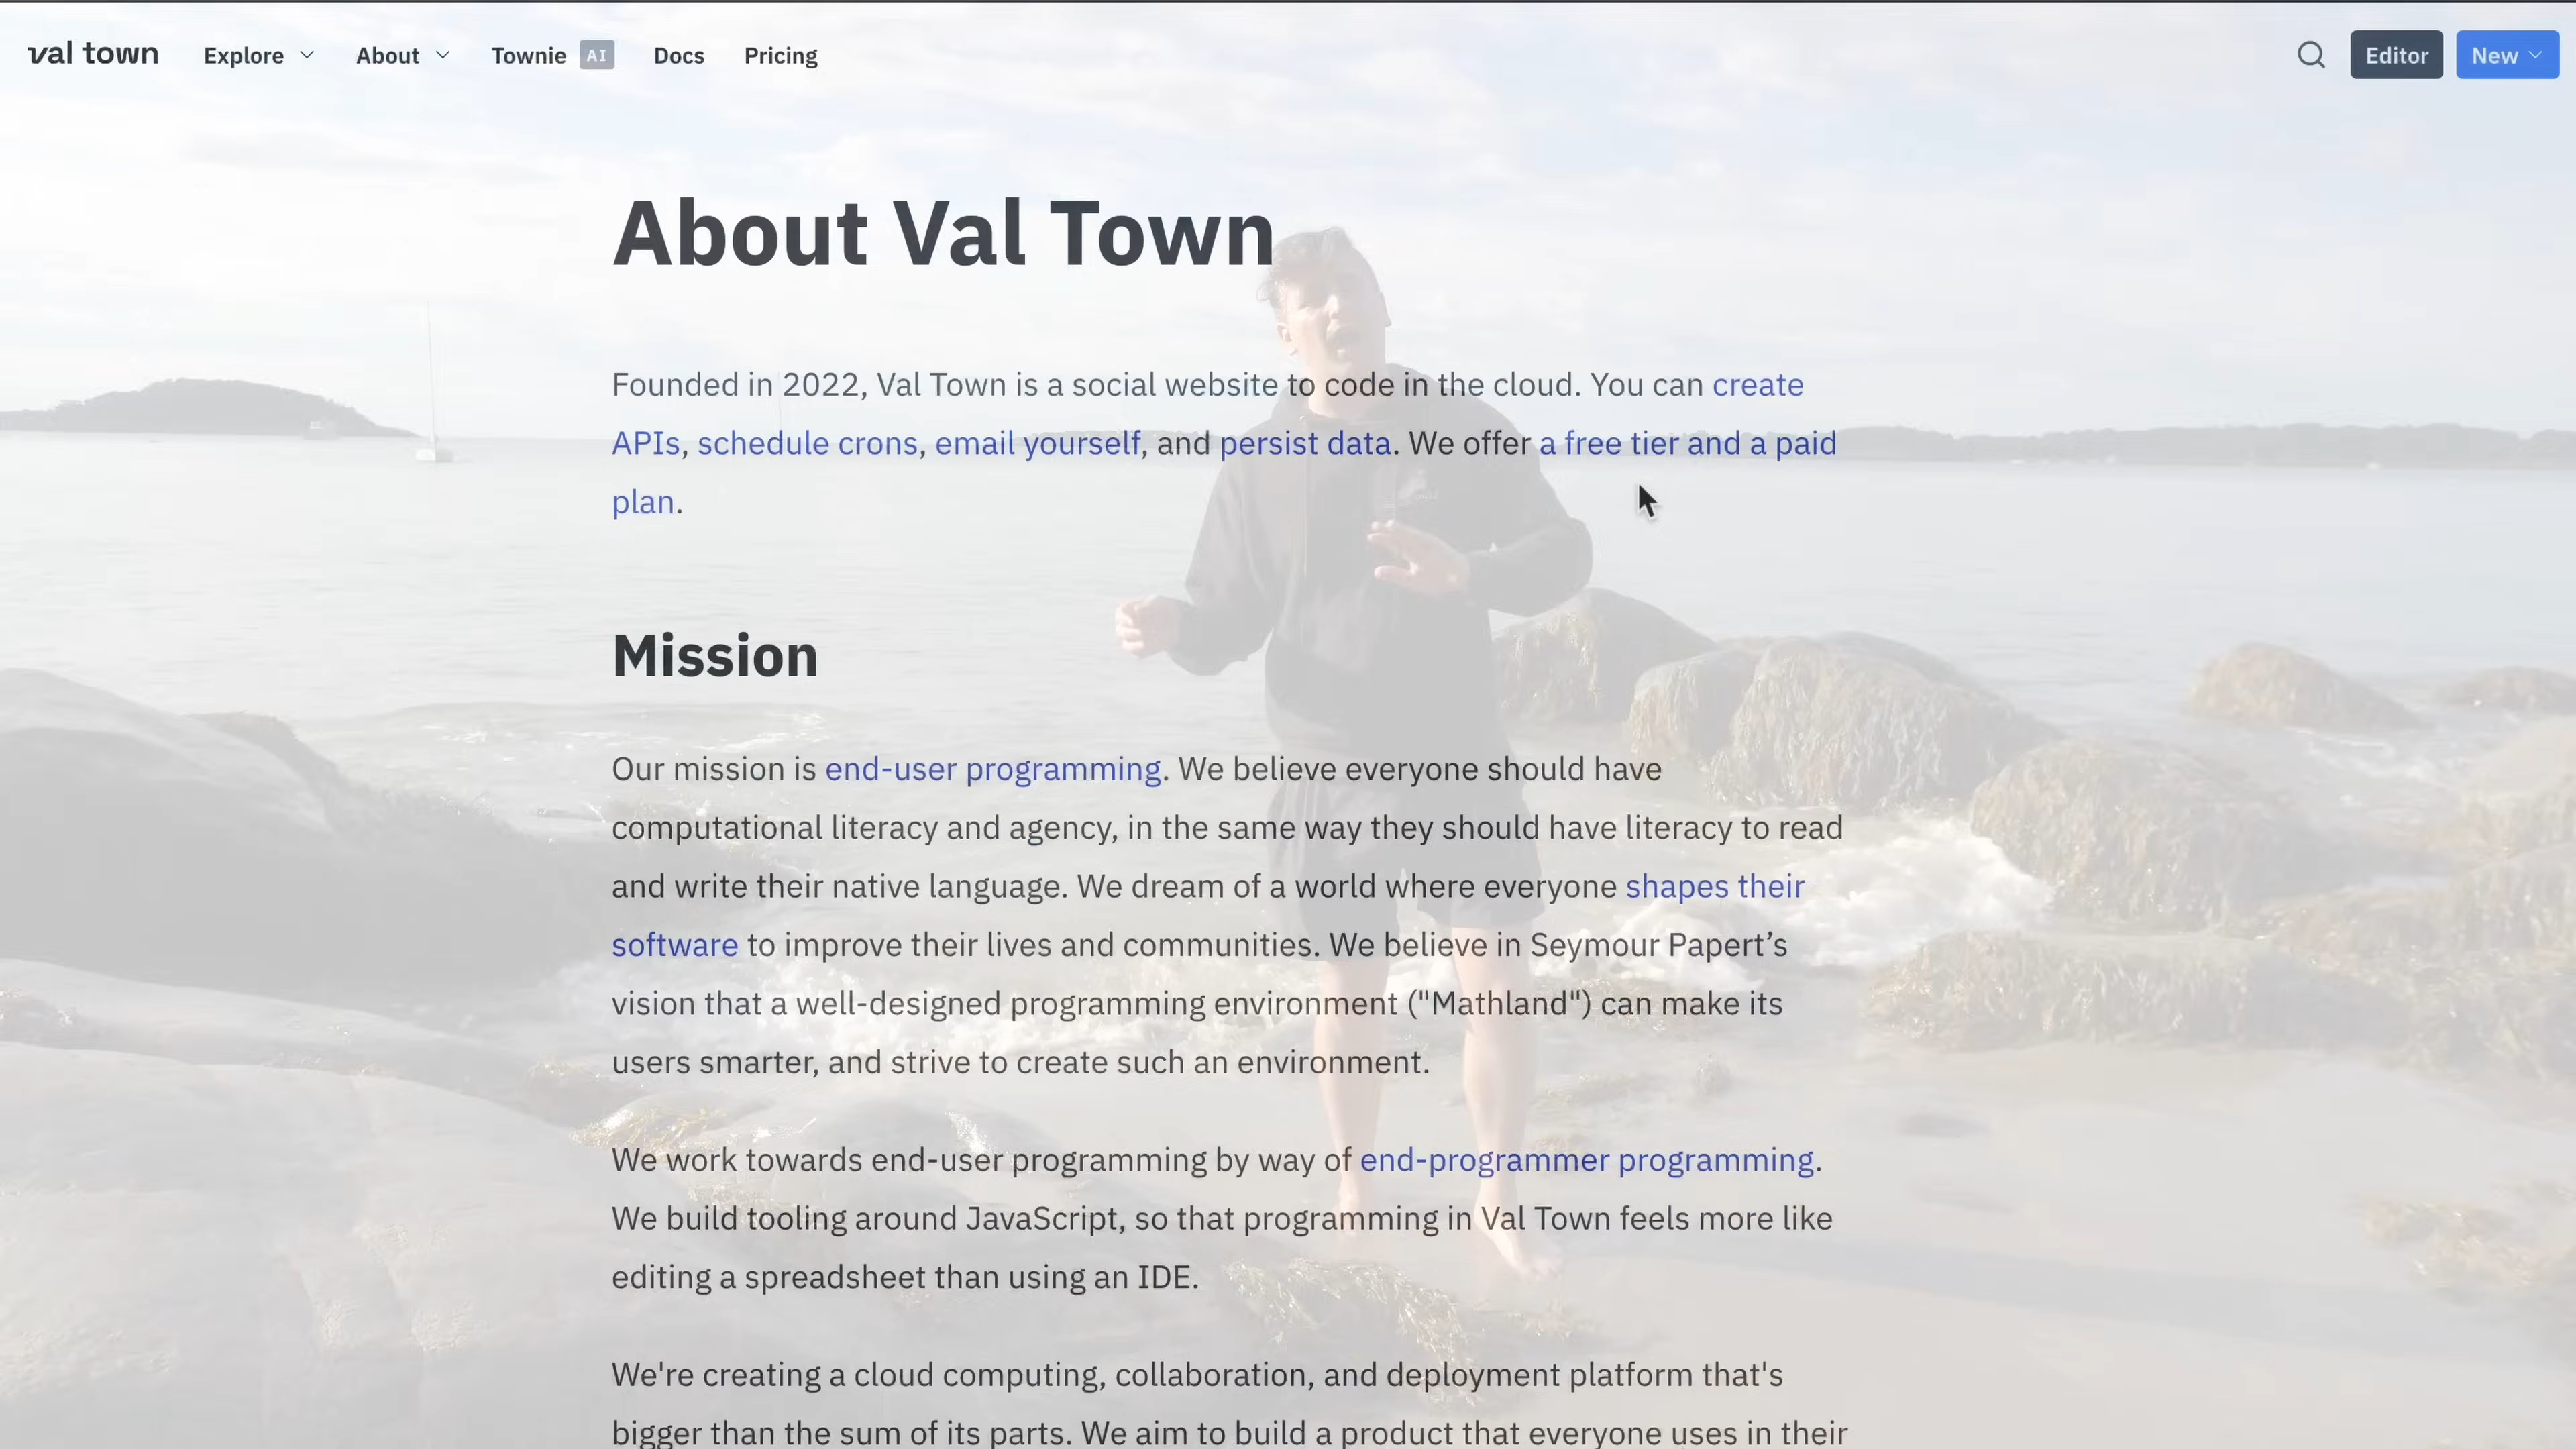 val town Explore About Townie AI Docs Pricing Editor New
About Val Town
Founded in 2022, Val Town is a social website to code in the cloud. You can create
APIs, schedule crons, email yourself, and persist data. We offer a free tier and a paid
plan.
Mission
Our mission is end-user programming. We believe everyone should have
computational literacy and agency, in the same way they should have literacy to read
and write their native language. We dream of a world where everyone shapes their
software to improve their lives and communities. We believe in Seymour Papert’s
vision that a well-designed programming environment ("Mathland") can make its
users smarter, and strive to create such an environment.
We work towards end-user programming by way of end-programmer programming.
We build tooling around JavaScript, so that programming in Val Town feels more like
editing a spreadsheet than using an IDE.
We're creating a cloud computing, collaboration, and deployment platform that's
bigger than the sum of its parts. We aim to build a product that everyone uses in their